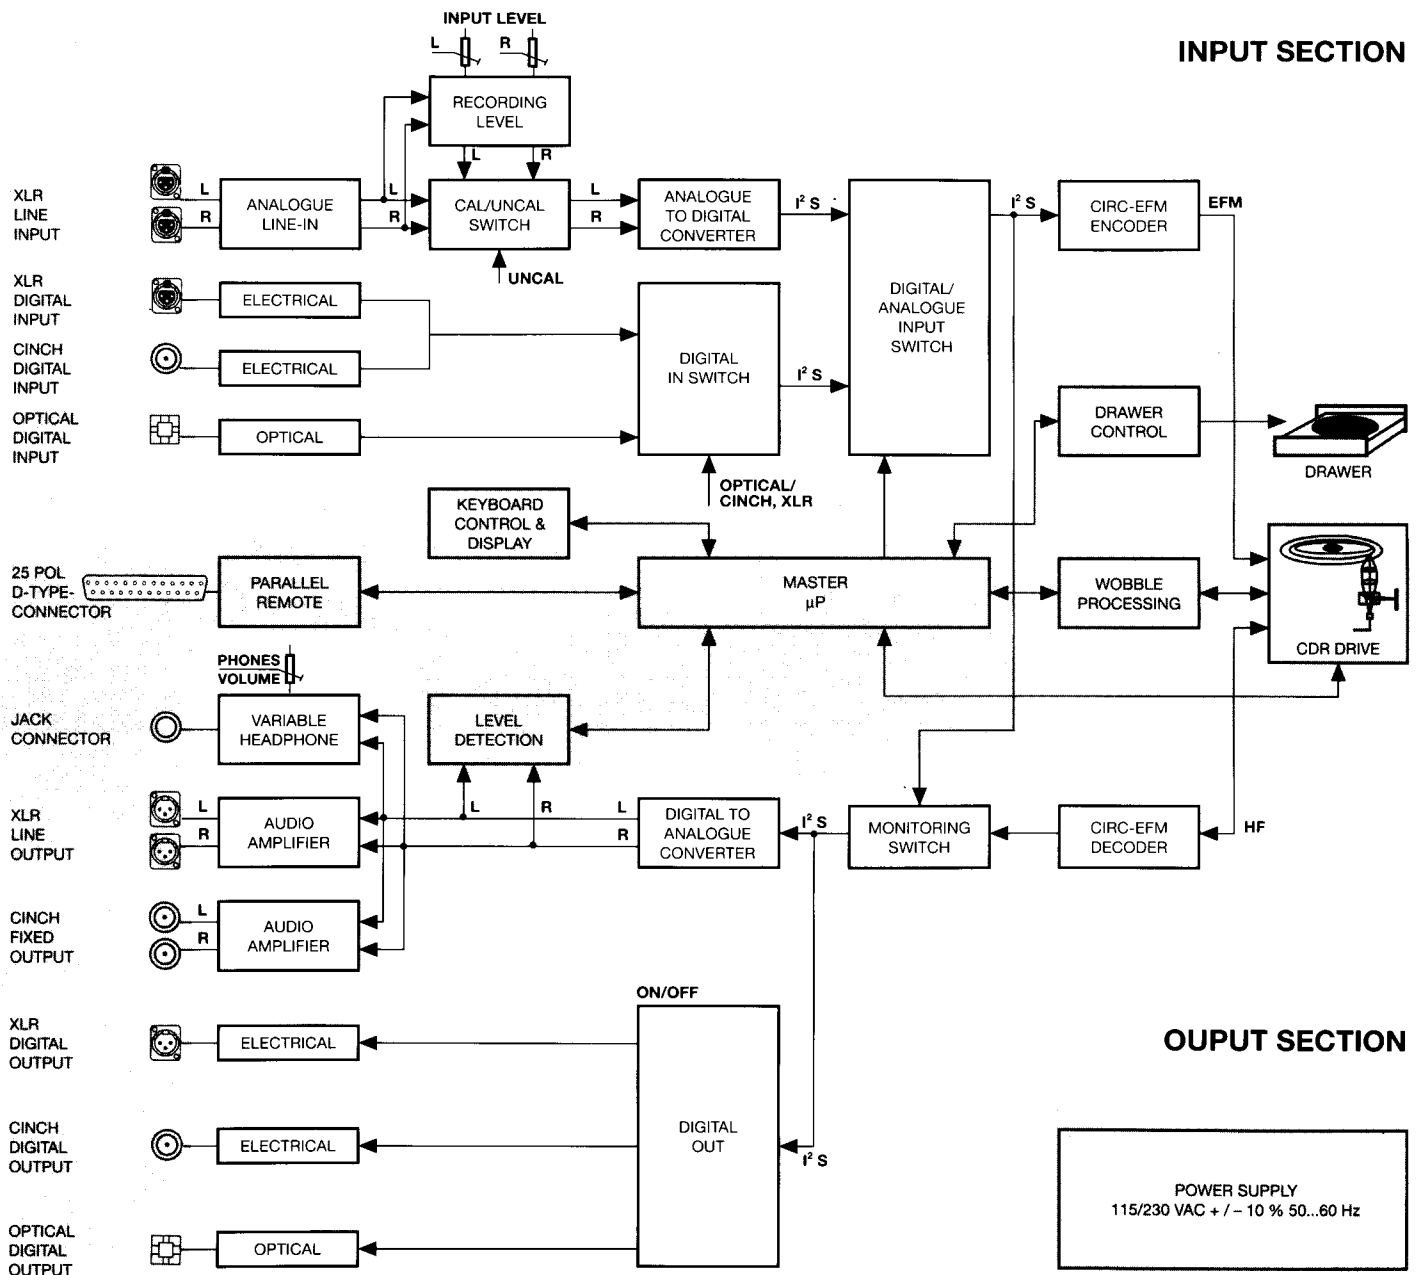 INPUT LEVEL
L
R
INPUT SECTION
RECORDING
LEVEL
L
R
XLR
LINE
INPUT
L
R
ANALOGUE
LINE-IN
L
R
CAL/UNCAL
SWITCH
L
R
ANALOGUE
TO DIGITAL
CONVERTER
I² S
I² S
CIRC-EFM
ENCODER
EFM
UNCAL
XLR
DIGITAL
INPUT
ELECTRICAL
DIGITAL/
ANALOGUE
INPUT
SWITCH
CINCH
DIGITAL
INPUT
ELECTRICAL
DIGITAL
IN SWITCH
I² S
OPTICAL
DIGITAL
INPUT
OPTICAL
DRAWER
CONTROL
DRAWER
OPTICAL/
CINCH, XLR
KEYBOARD
CONTROL &
DISPLAY
25 POL
D-TYPE-
CONNECTOR
PARALLEL
REMOTE
MASTER
µP
WOBBLE
PROCESSING
CDR DRIVE
PHONES
VOLUME
JACK
CONNECTOR
VARIABLE
HEADPHONE
LEVEL
DETECTION
XLR
LINE
OUTPUT
L
R
AUDIO
AMPLIFIER
L
R
L
R
DIGITAL TO
ANALOGUE
CONVERTER
I² S
MONITORING
SWITCH
CIRC-EFM
DECODER
HF
CINCH
FIXED
OUTPUT
L
R
AUDIO
AMPLIFIER
ON/OFF
XLR
DIGITAL
OUTPUT
ELECTRICAL
OUPUT SECTION
CINCH
DIGITAL
OUTPUT
ELECTRICAL
DIGITAL
OUT
I² S
POWER SUPPLY
115/230 VAC + / – 10 % 50...60 Hz
OPTICAL
DIGITAL
OUTPUT
OPTICAL